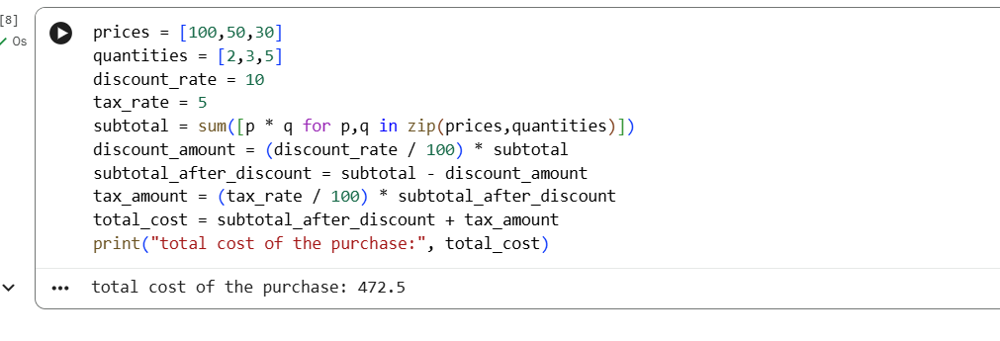 [8]
0s
prices = [100,50,30]
quantities = [2,3,5]
discount_rate = 10
tax_rate = 5
subtotal = sum([p * q for p,q in zip(prices,quantities)])
discount_amount = (discount_rate / 100) * subtotal
subtotal_after_discount = subtotal - discount_amount
tax_amount = (tax_rate / 100) * subtotal_after_discount
total_cost = subtotal_after_discount + tax_amount
print("total cost of the purchase:", total_cost)
total cost of the purchase: 472.5